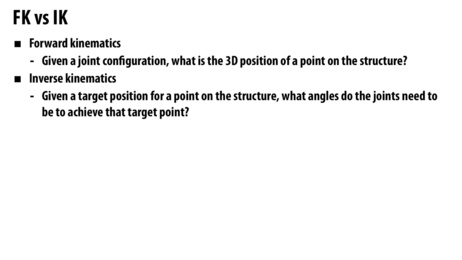 FK vs IK
■ Forward kinematics
- Given a joint configuration, what is the 3D position of a point on the structure?
■ Inverse kinematics
- Given a target position for a point on the structure, what angles do the joints need to
be to achieve that target point?